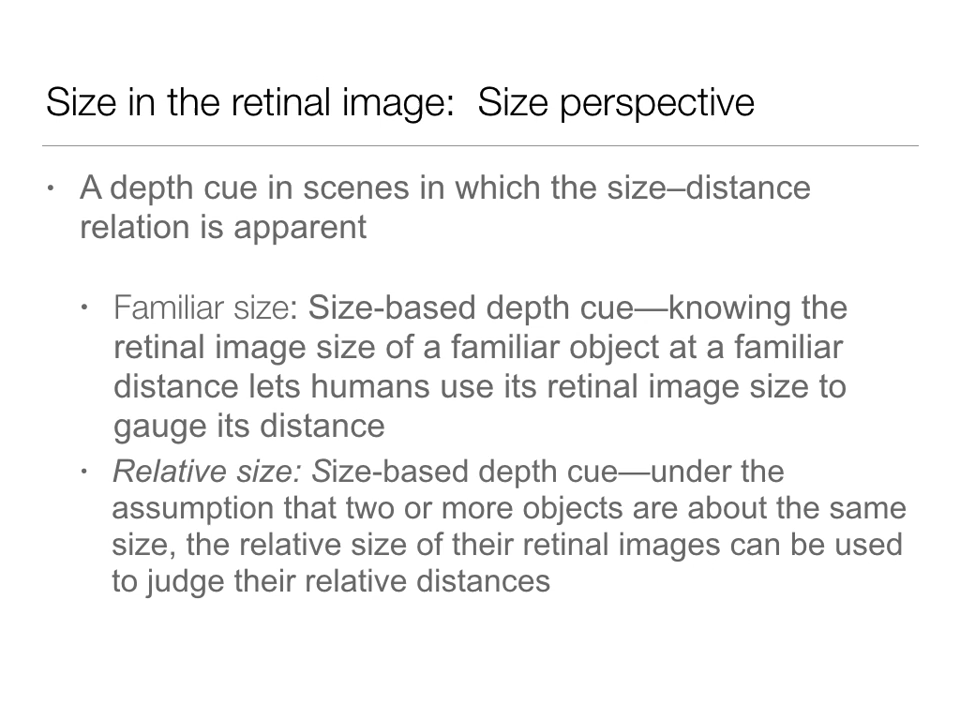 Size in the retinal image:  Size perspective
• A depth cue in scenes in which the size–distance
relation is apparent
• Familiar size: Size-based depth cue—knowing the
retinal image size of a familiar object at a familiar
distance lets humans use its retinal image size to
gauge its distance
• Relative size: Size-based depth cue—under the
assumption that two or more objects are about the same
size, the relative size of their retinal images can be used
to judge their relative distances